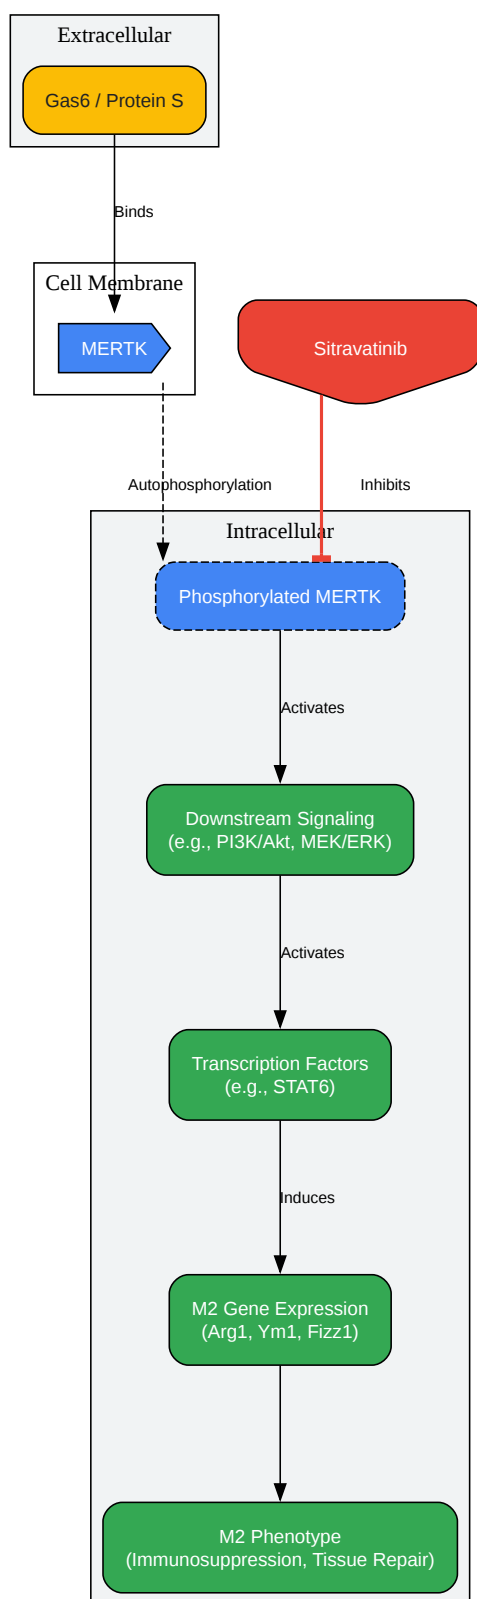 Extracellular
Gas6 / Protein S
Binds
Cell Membrane
MERTK
Sitravatinib
Autophosphorylation
Inhibits
Intracellular
Phosphorylated MERTK
Activates
Downstream Signaling
(e.g., PI3K/Akt, MEK/ERK)
Activates
Transcription Factors
(e.g., STAT6)
Induces
M2 Gene Expression
(Arg1, Ym1, Fizz1)
M2 Phenotype
(Immunosuppression, Tissue Repair)